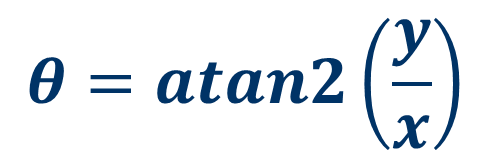 θ = atan2(y/x)